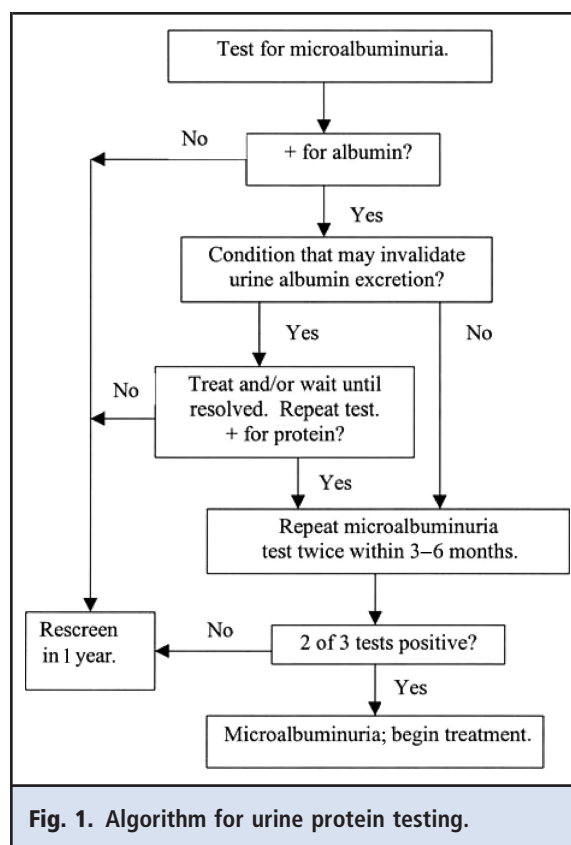 Test for microalbuminuria.
No
+ for albumin?
Yes
Condition that may invalidate
urine albumin excretion?
Yes
No
No
Treat and/or wait until
resolved. Repeat test.
+ for protein?
Yes
Repeat microalbuminuria
test twice within 3–6 months.
Rescreen
in 1 year.
No
2 of 3 tests positive?
Yes
Microalbuminuria; begin treatment.
Fig. 1. Algorithm for urine protein testing.